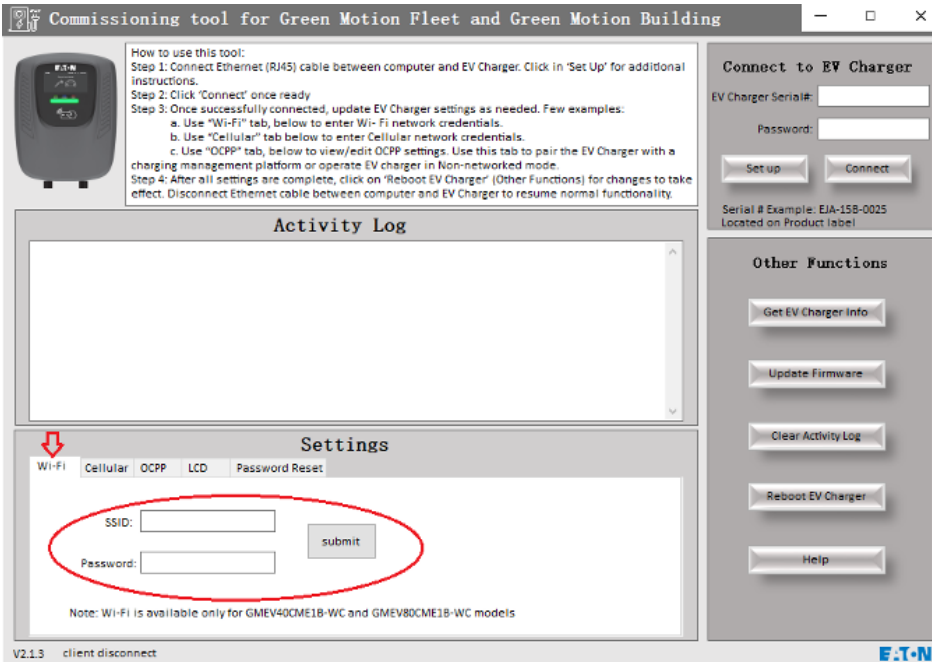 Commissioning tool for Green Motion Fleet and Green Motion Building
How to use this tool:
Step 1: Connect Ethernet (RJ45) cable between computer and EV Charger. Click in ‘Set Up’ for additional
instructions.
Step 2: Click ‘Connect’ once ready
Step 3: Once successfully connected, update EV Charger settings as needed. Few examples:
a. Use “Wi-Fi” tab, below to enter Wi- Fi network credentials.
b. Use “Cellular” tab below to enter Cellular network credentials.
c. Use “OCPP” tab, below to view/edit OCPP settings. Use this tab to pair the EV Charger with a
charging management platform or operate EV charger in Non-networked mode.
Step 4: After all settings are complete, click on ‘Reboot EV Charger’ (Other Functions) for changes to take
effect. Disconnect Ethernet cable between computer and EV Charger to resume normal functionality.
EATON
Connect to EV Charger
EV Charger Serial#:
Password:
Set up
Connect
Serial # Example: EJA-15B-0025
Located on Product label
Activity Log
Other Functions
Get EV Charger Info
Update Firmware
Clear Activity Log
Reboot EV Charger
Help
Settings
Wi-Fi
Cellular
OCPP
LCD
Password Reset
SSID:
submit
Password:
Note: Wi-Fi is available only for GMEV40CME1B-WC and GMEV80CME1B-WC models
V2.1.3
client disconnect
EATON